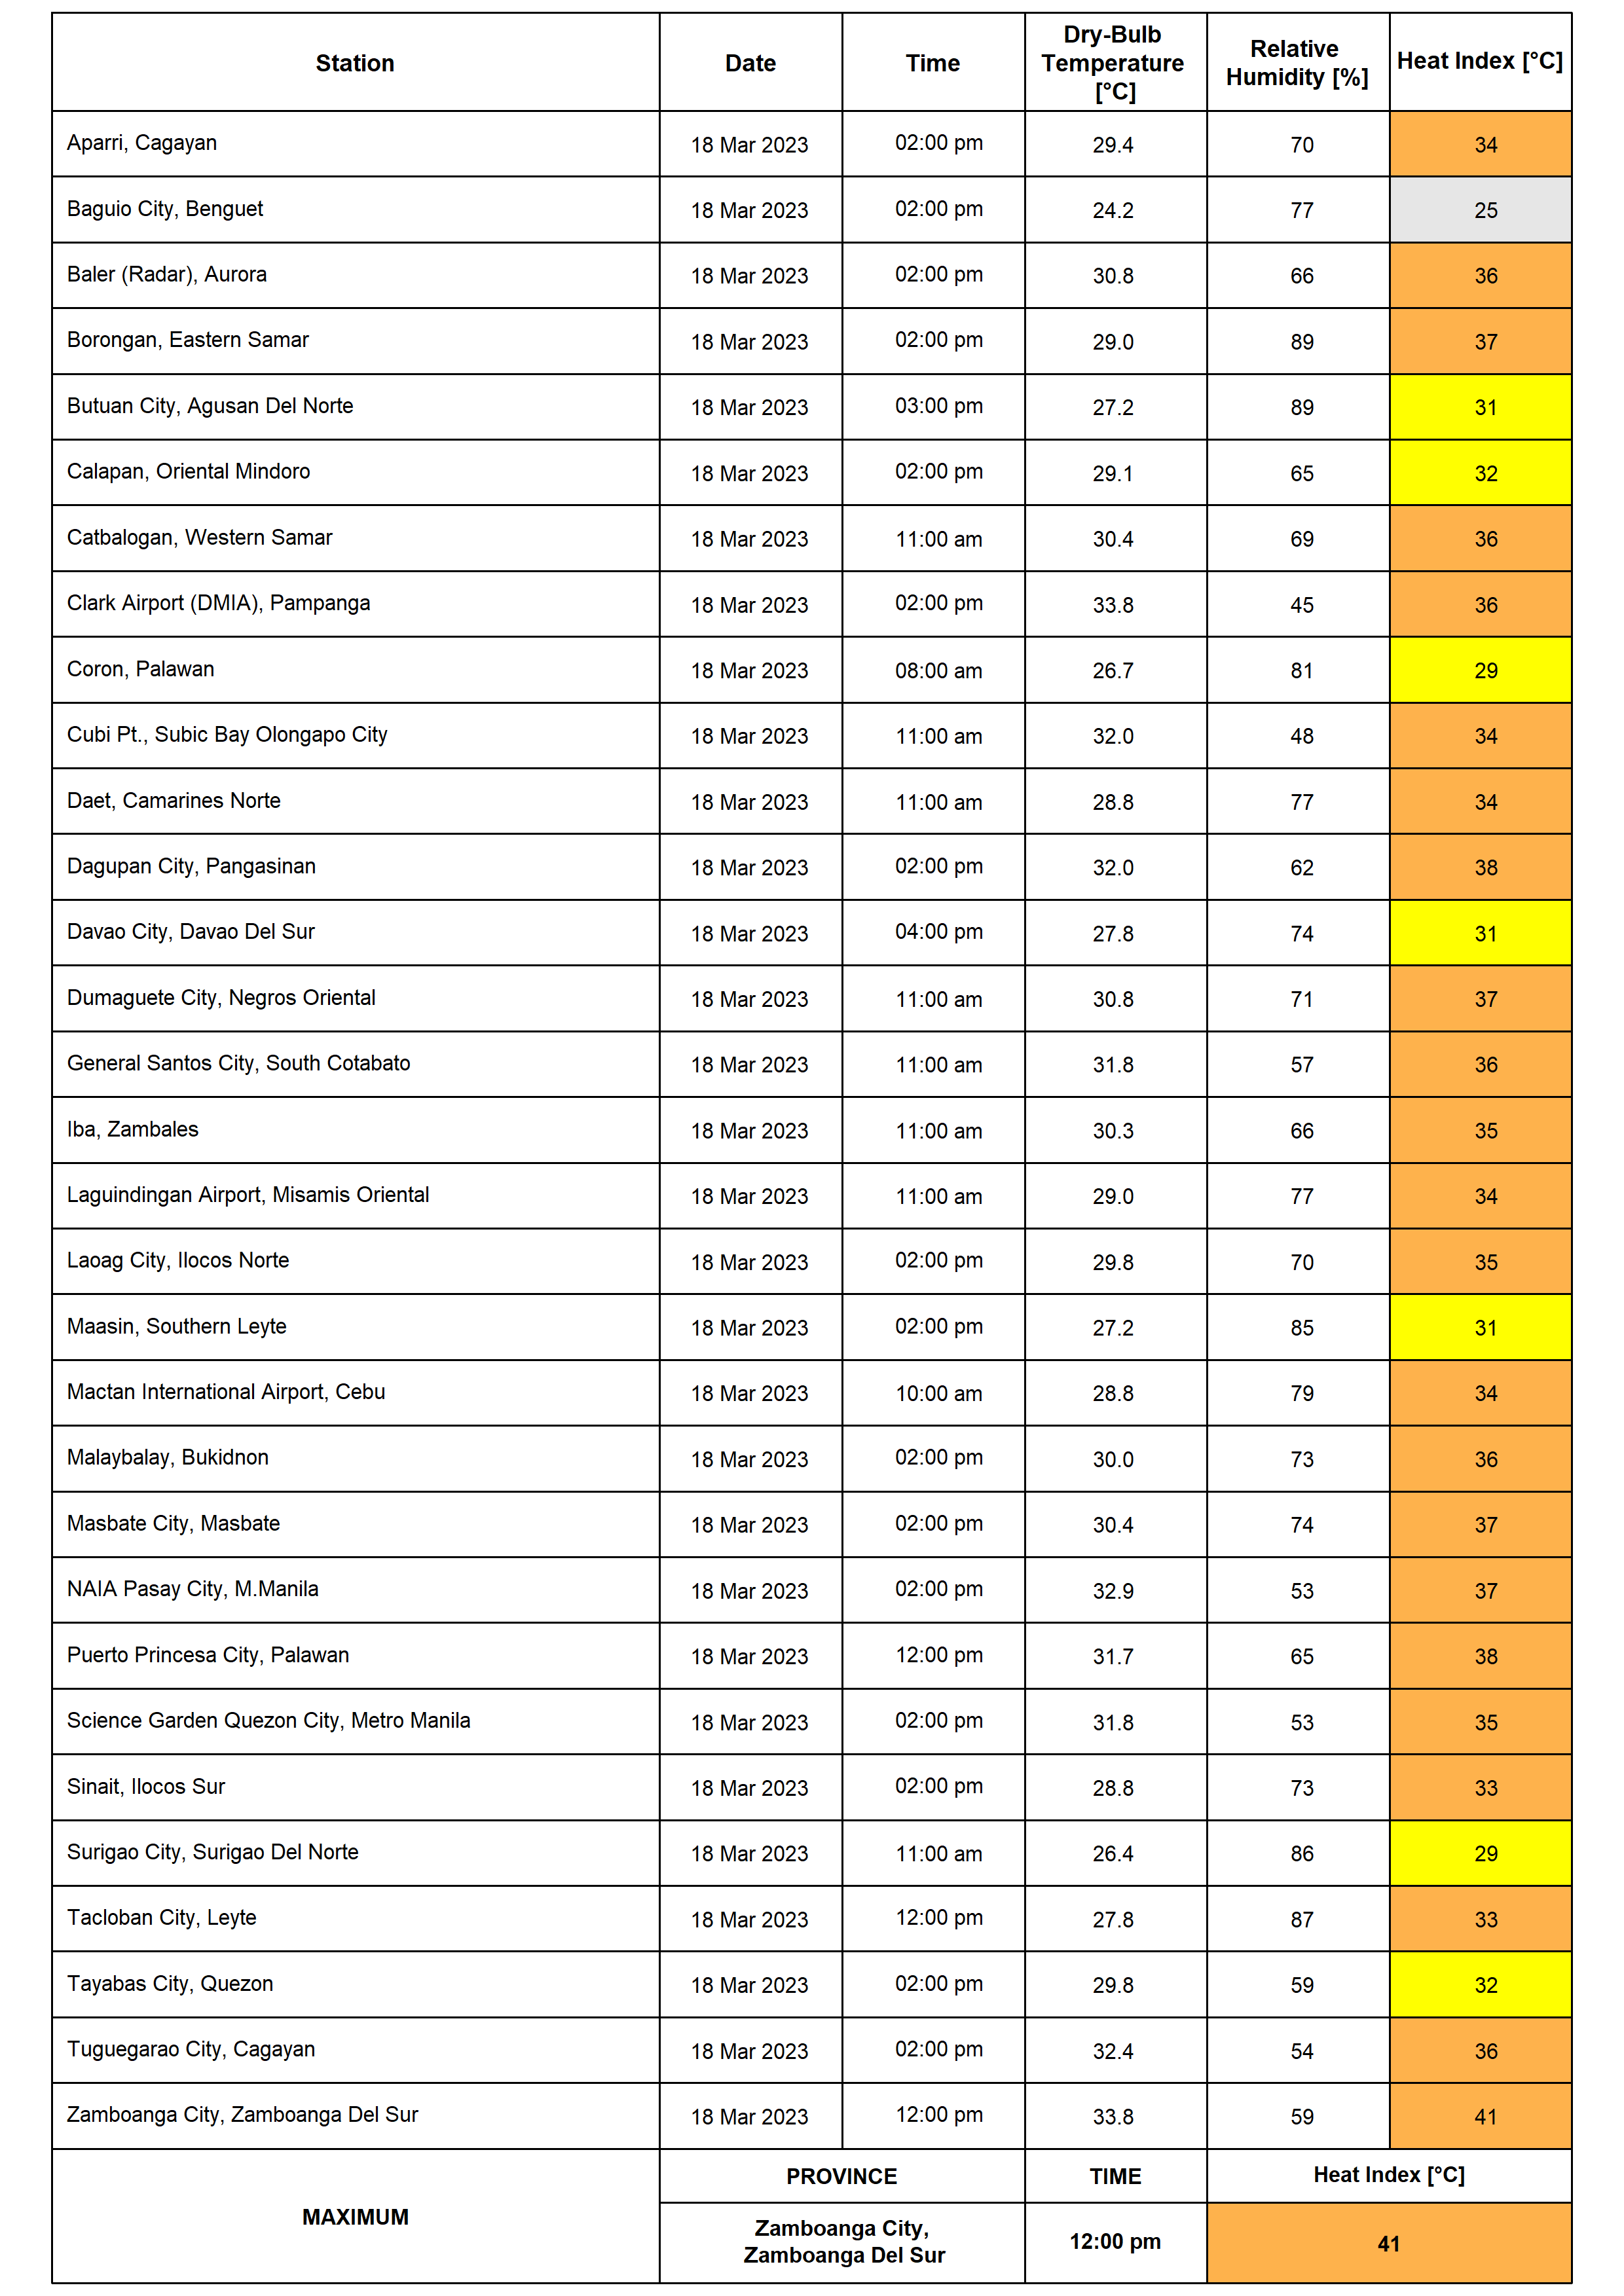 Station Date Time Dry-Bulb Temperature [°C] Relative Humidity [%] Heat Index [°C]
Aparri, Cagayan 18 Mar 2023 02:00 pm 29.4 70 34
Baguio City, Benguet 18 Mar 2023 02:00 pm 24.2 77 25
Baler (Radar), Aurora 18 Mar 2023 02:00 pm 30.8 66 36
Borongan, Eastern Samar 18 Mar 2023 02:00 pm 29.0 89 37
Butuan City, Agusan Del Norte 18 Mar 2023 03:00 pm 27.2 89 31
Calapan, Oriental Mindoro 18 Mar 2023 02:00 pm 29.1 65 32
Catbalogan, Western Samar 18 Mar 2023 11:00 am 30.4 69 36
Clark Airport (DMIA), Pampanga 18 Mar 2023 02:00 pm 33.8 45 36
Coron, Palawan 18 Mar 2023 08:00 am 26.7 81 29
Cubi Pt., Subic Bay Olongapo City 18 Mar 2023 11:00 am 32.0 48 34
Daet, Camarines Norte 18 Mar 2023 11:00 am 28.8 77 34
Dagupan City, Pangasinan 18 Mar 2023 02:00 pm 32.0 62 38
Davao City, Davao Del Sur 18 Mar 2023 04:00 pm 27.8 74 31
Dumaguete City, Negros Oriental 18 Mar 2023 11:00 am 30.8 71 37
General Santos City, South Cotabato 18 Mar 2023 11:00 am 31.8 57 36
Iba, Zambales 18 Mar 2023 11:00 am 30.3 66 35
Laguindingan Airport, Misamis Oriental 18 Mar 2023 11:00 am 29.0 77 34
Laoag City, Ilocos Norte 18 Mar 2023 02:00 pm 29.8 70 35
Maasin, Southern Leyte 18 Mar 2023 02:00 pm 27.2 85 31
Mactan International Airport, Cebu 18 Mar 2023 10:00 am 28.8 79 34
Malaybalay, Bukidnon 18 Mar 2023 02:00 pm 30.0 73 36
Masbate City, Masbate 18 Mar 2023 02:00 pm 30.4 74 37
NAIA Pasay City, M.Manila 18 Mar 2023 02:00 pm 32.9 53 37
Puerto Princesa City, Palawan 18 Mar 2023 12:00 pm 31.7 65 38
Science Garden Quezon City, Metro Manila 18 Mar 2023 02:00 pm 31.8 53 35
Sinait, Ilocos Sur 18 Mar 2023 02:00 pm 28.8 73 33
Surigao City, Surigao Del Norte 18 Mar 2023 11:00 am 26.4 86 29
Tacloban City, Leyte 18 Mar 2023 12:00 pm 27.8 87 33
Tayabas City, Quezon 18 Mar 2023 02:00 pm 29.8 59 32
Tuguegarao City, Cagayan 18 Mar 2023 02:00 pm 32.4 54 36
Zamboanga City, Zamboanga Del Sur 18 Mar 2023 12:00 pm 33.8 59 41
MAXIMUM
PROVINCE TIME Heat Index [°C]
Zamboanga City,
Zamboanga Del Sur 12:00 pm 41